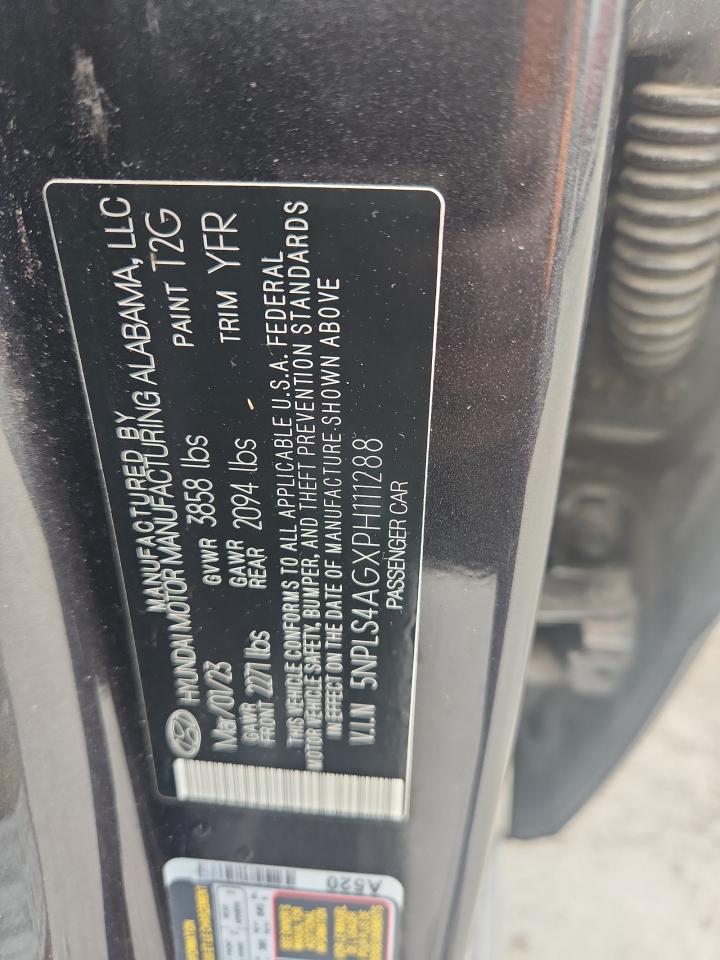 MANUFACTURED BY
HYUNDAI MOTOR MANUFACTURING ALABAMA, LLC
Mar/01/23 GVWR 3858 lbs PAINT T2G
GAWR FRONT 2271 lbs GAWR REAR 2094 lbs TRIM YFR
THIS VEHICLE CONFORMS TO ALL APPLICABLE U.S.A. FEDERAL
MOTOR VEHICLE SAFETY, BUMPER, AND THEFT PREVENTION STANDARDS
IN EFFECT ON THE DATE OF MANUFACTURE SHOWN ABOVE
V.I.N 5NPLS4AGXPH111288
PASSENGER CAR
A520